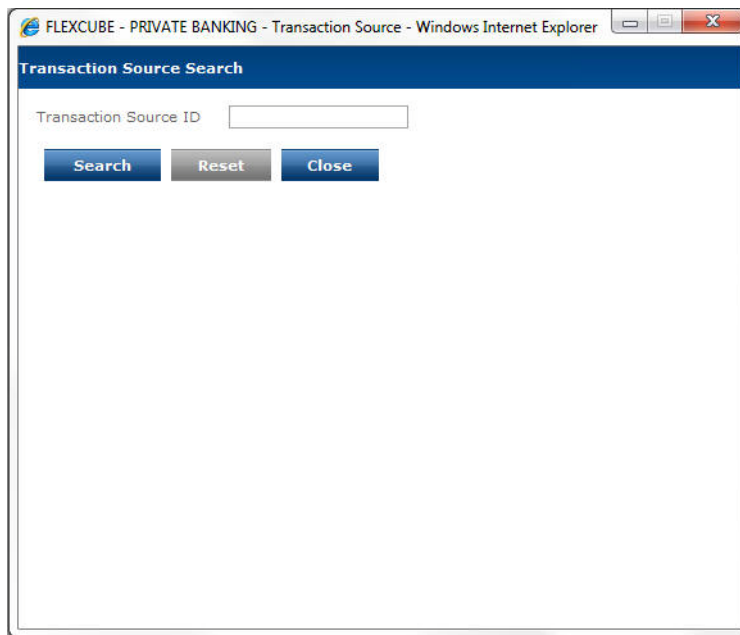 FLEXCUBE - PRIVATE BANKING - Transaction Source - Windows Internet Explorer
Transaction Source Search
Transaction Source ID
Search Reset Close